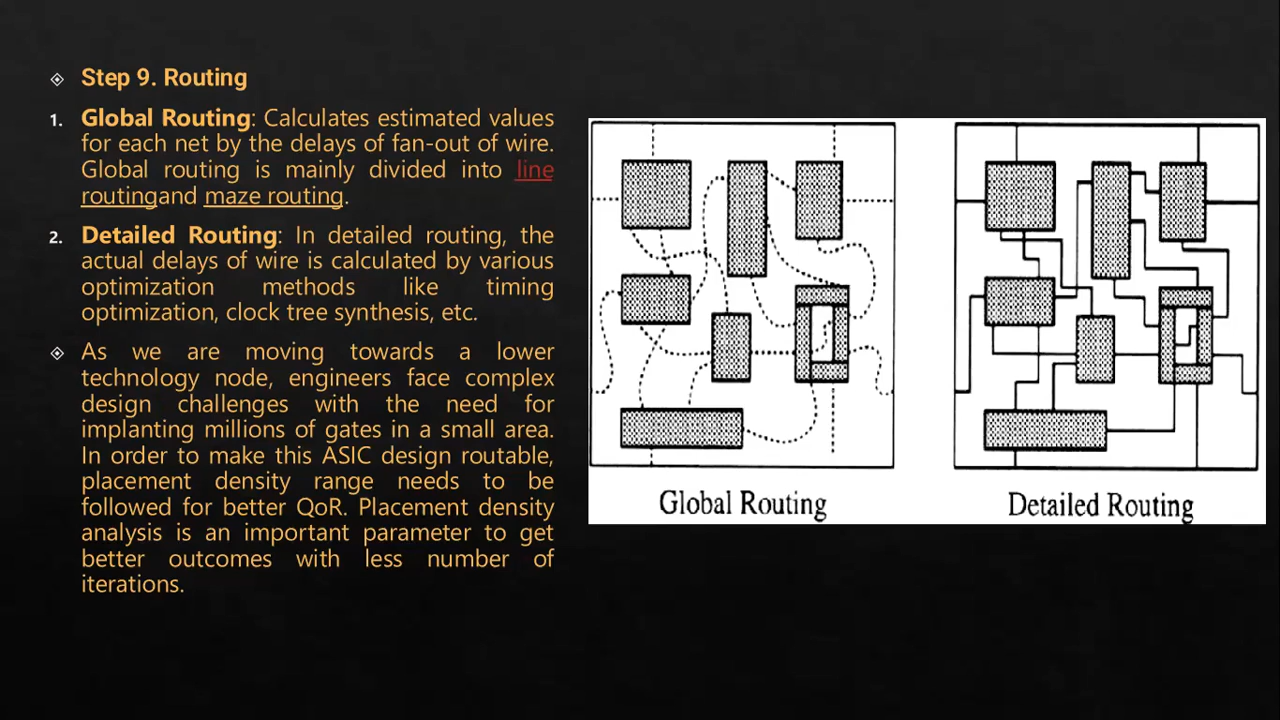 Step 9. Routing
1. Global Routing: Calculates estimated values
for each net by the delays of fan-out of wire.
Global routing is mainly divided into line
routingand maze routing.
2. Detailed Routing: In detailed routing, the
actual delays of wire is calculated by various
optimization methods like timing
optimization, clock tree synthesis, etc.
As we are moving towards a lower
technology node, engineers face complex
design challenges with the need for
implanting millions of gates in a small area.
In order to make this ASIC design routable,
placement density range needs to be
followed for better QoR. Placement density
analysis is an important parameter to get
better outcomes with less number of
iterations.
Global Routing
Detailed Routing